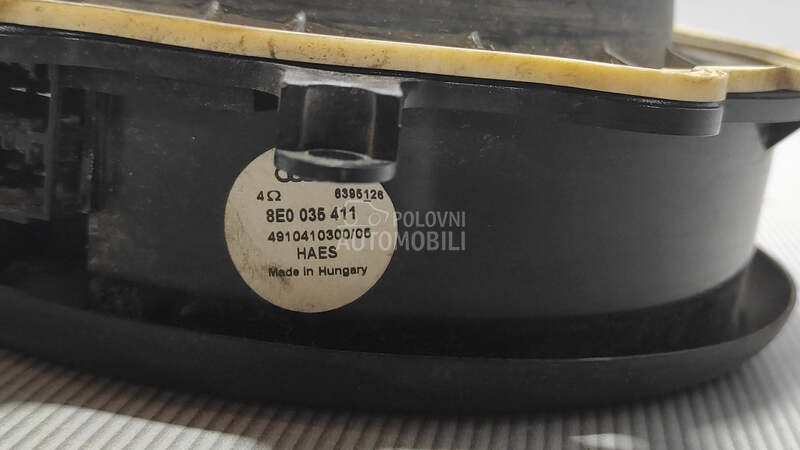 4Ω 6395126
8E0 035 411
4910410300/05
HAES
Made in Hungary
POLOVNI
AUTOMOBILI